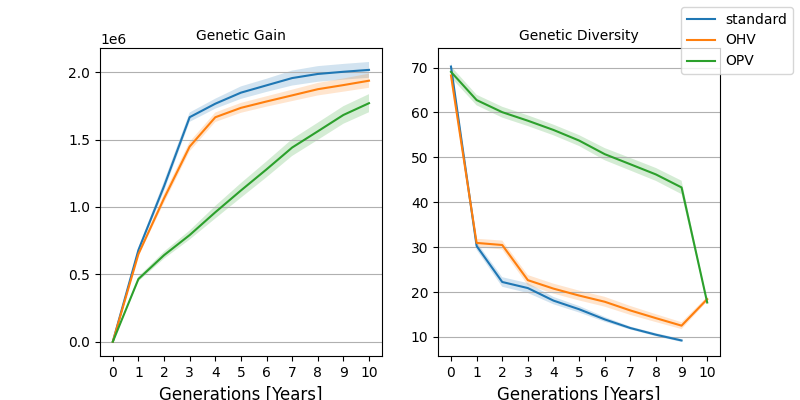 Genetic Gain
1e6
2.0
1.5
1.0
0.5
0.0
0 1 2 3 4 5 6 7 8 9 10
Generations [Years]
Genetic Diversity
70
60
50
40
30
20
10
0 1 2 3 4 5 6 7 8 9 10
Generations [Years]
standard
OHV
OPV